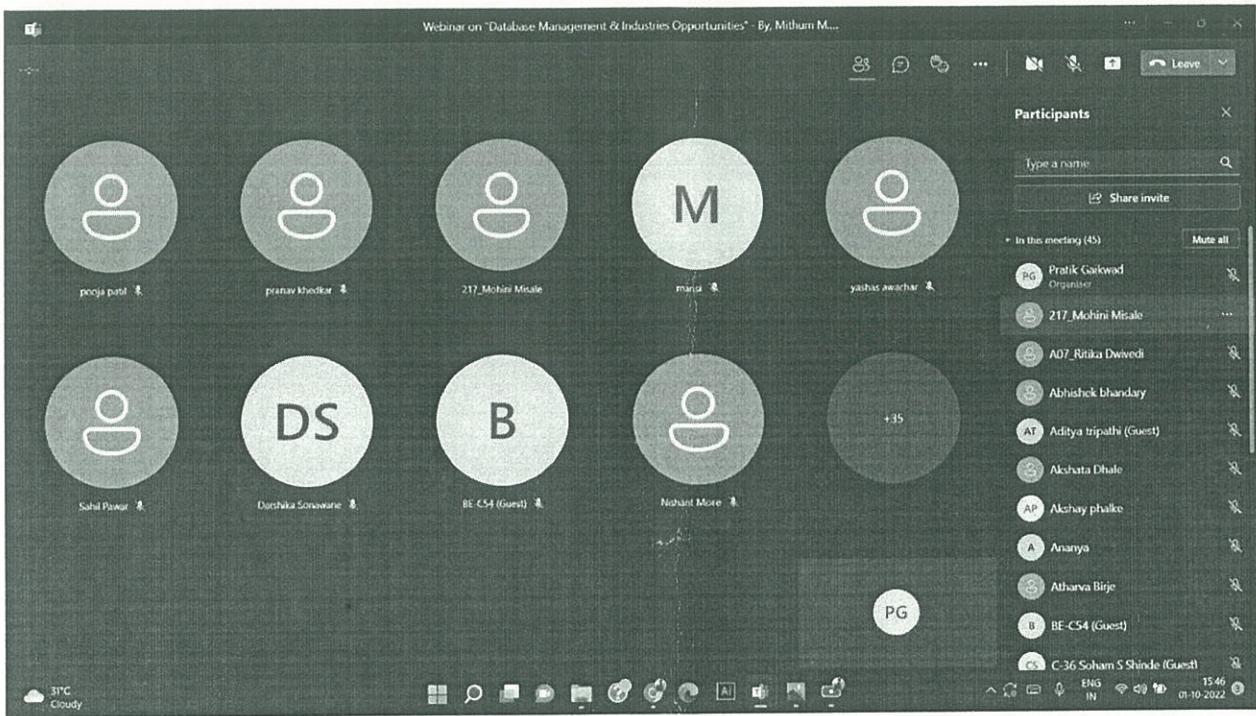 Webinar on "Database Management & Industries Opportunities" - By, Mithum M....
Leave
Participants
Type a name
Share invite
In this meeting (45)
Mute all
pooja patil
pranav khedkar
217_Mohini Misale
M
mansi
yashas awachar
PG
Pratik Gaikwad
Organiser
217_Mohini Misale
A07_Ritika Dwivedi
Abhishek bhandary
AT
Aditya tripathi (Guest)
Akshata Dhale
AP
Akshay phalke
A
Ananya
Atharva Birje
B
BE-C54 (Guest)
CS
C-36 Soham S Shinde (Guest)
Sahil Pawar
DS
Darshika Sonawane
B
BE-C54 (Guest)
Nishant More
+35
PG
31°C
Cloudy
Ai
ENG
IN
15:46
01-10-2022